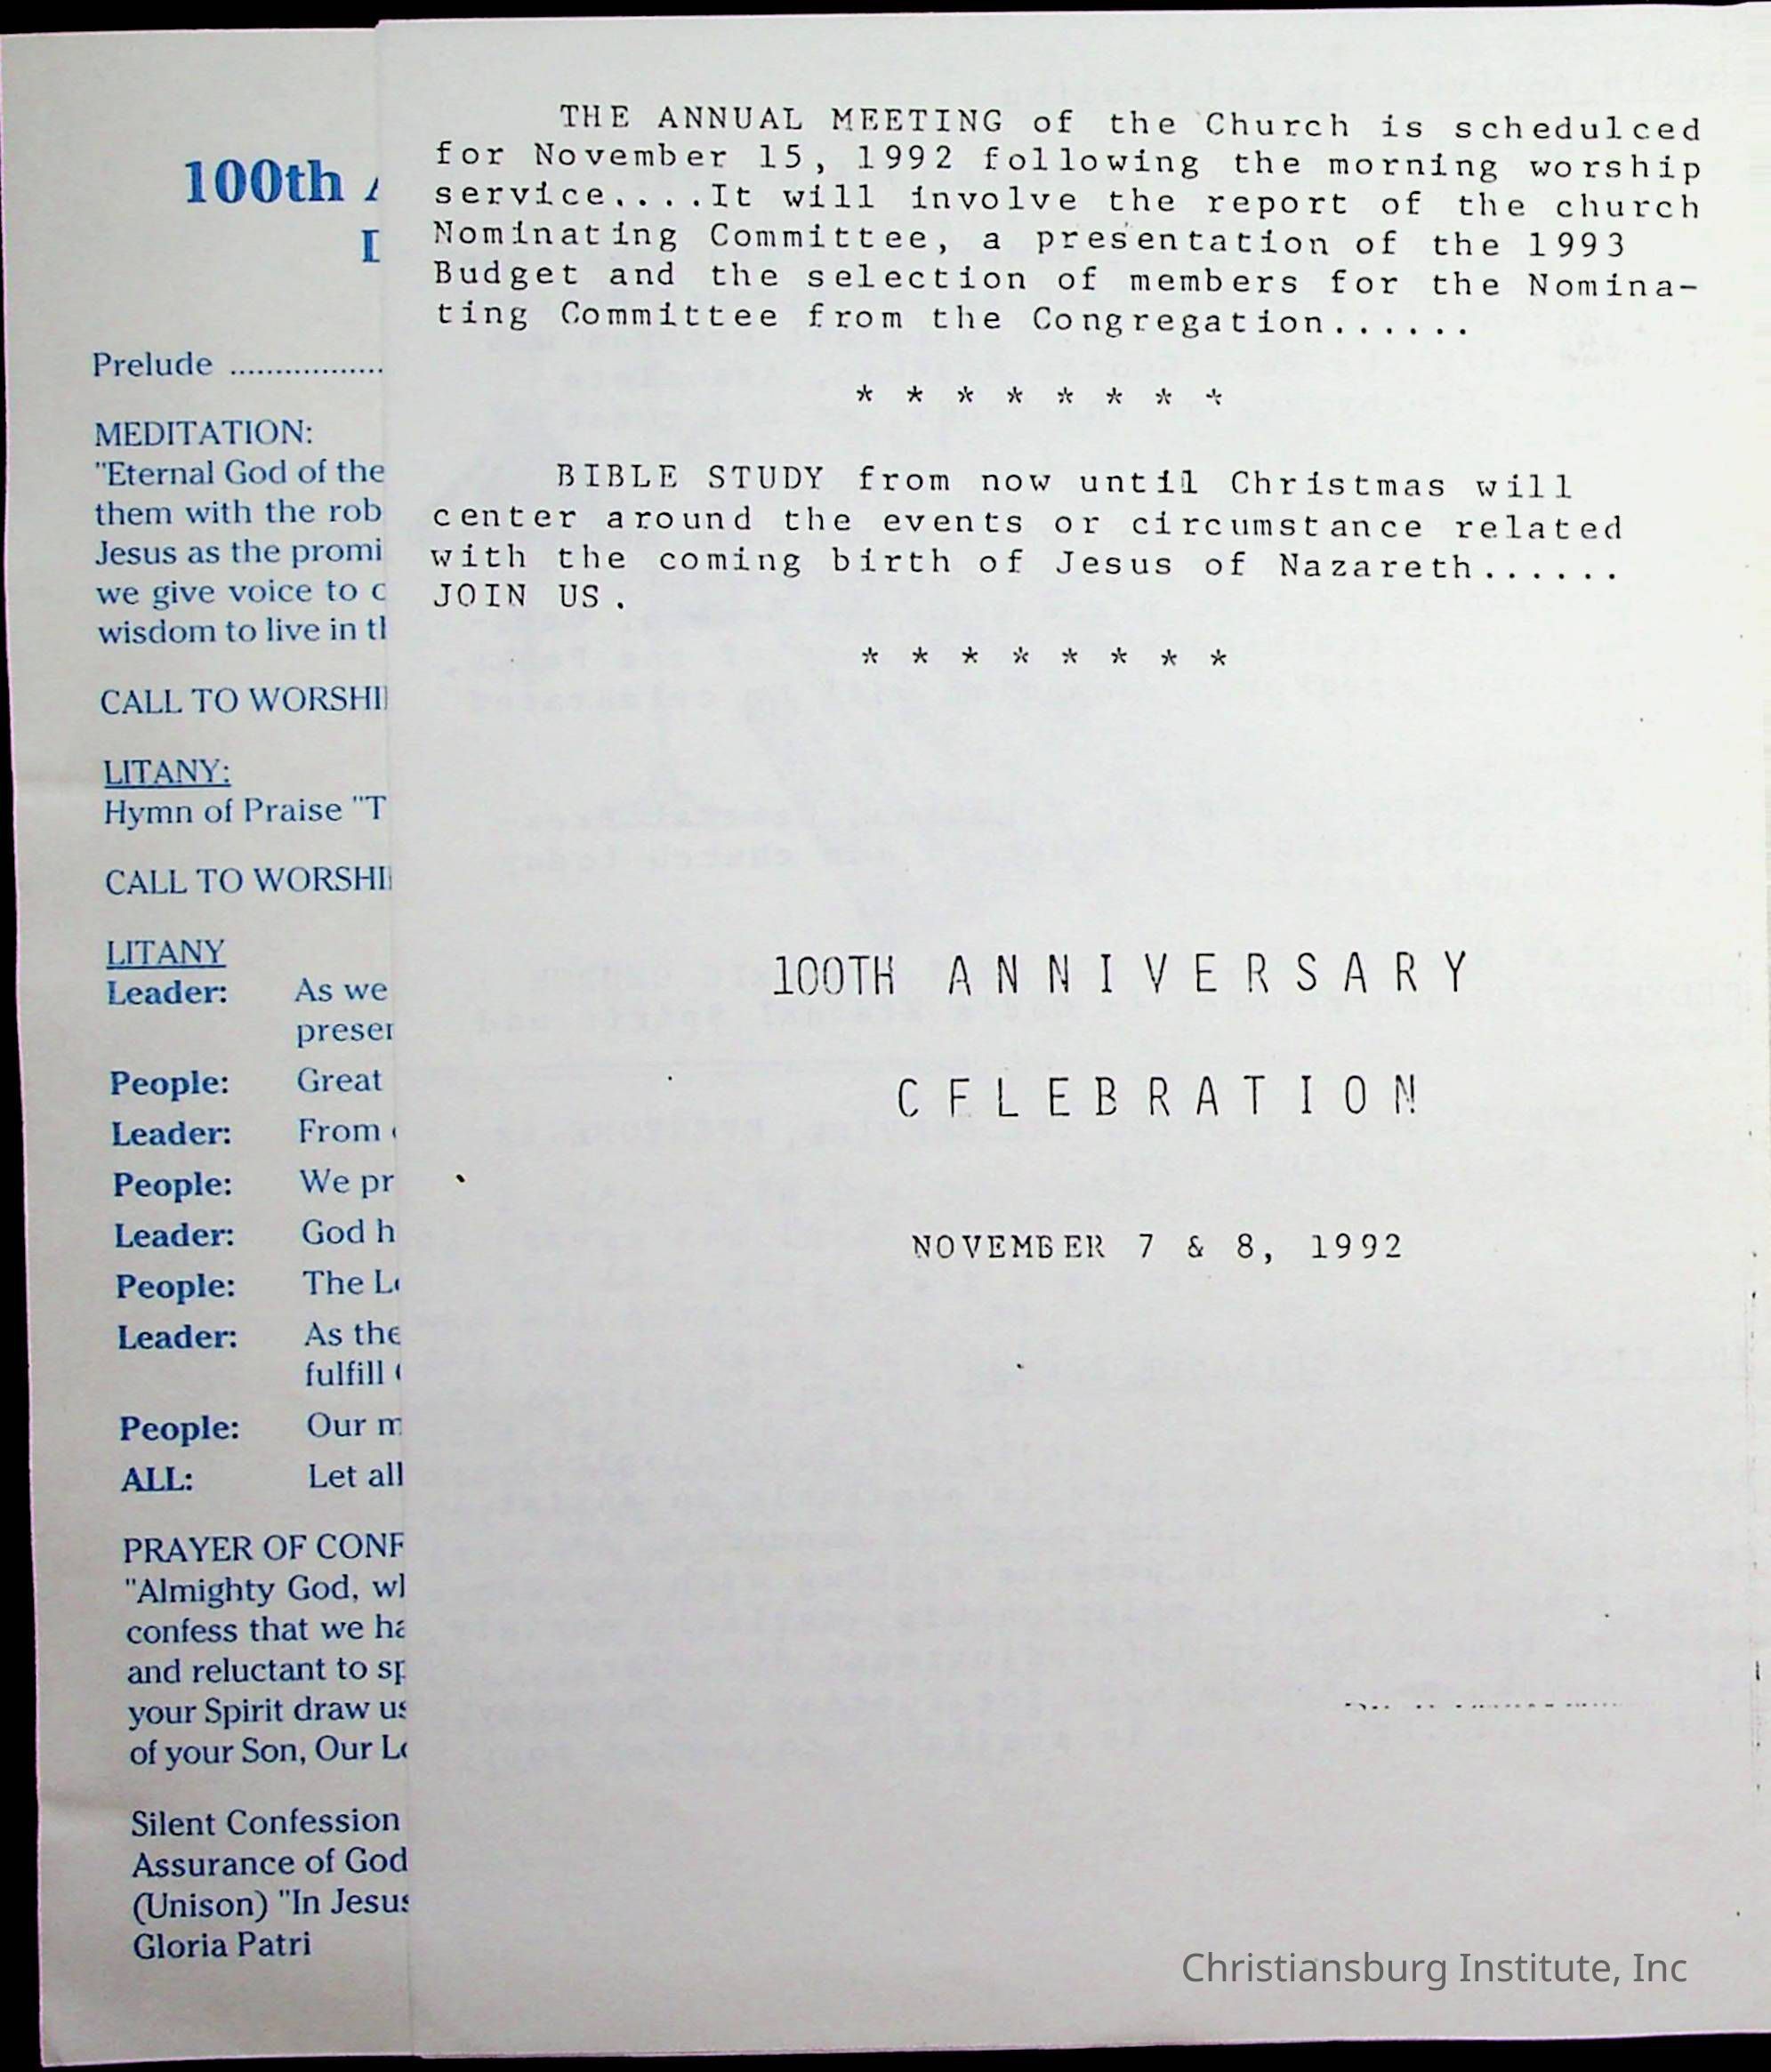 100th
Prelude ..................
MEDITATION:
"Eternal God of the
them with the rob
Jesus as the promi
we give voice to
wisdom to live in
CALL TO WORSHI
LITANY:
Hymn of Praise "T
CALL TO WORSHI
LITANY
Leader: As we
presen
People: Great
Leader: From
People: We pr
Leader: God h
People: The L
Leader: As the
fulfill
People: Our m
ALL: Let all
PRAYER OF CONF
"Almighty God, w
confess that we ha
and reluctant to sp
your Spirit draw us
of your Son, Our L
Silent Confession
Assurance of God
(Unison) "In Jesus
Gloria Patri
THE ANNUAL MEETING of the Church is schedulced
for November 15, 1992 following the morning worship
service....It will involve the report of the church
Nominating Committee, a presentation of the 1993
Budget and the selection of members for the Nomina-
ting Committee from the Congregation......
* * * * * * * *
BIBLE STUDY from now until Christmas will
center around the events or circumstance related
with the coming birth of Jesus of Nazareth......
JOIN US.
* * * * * * * *
100TH ANNIVERSARY
CELEBRATION
NOVEMBER 7 & 8, 1992
Christiansburg Institute, Inc